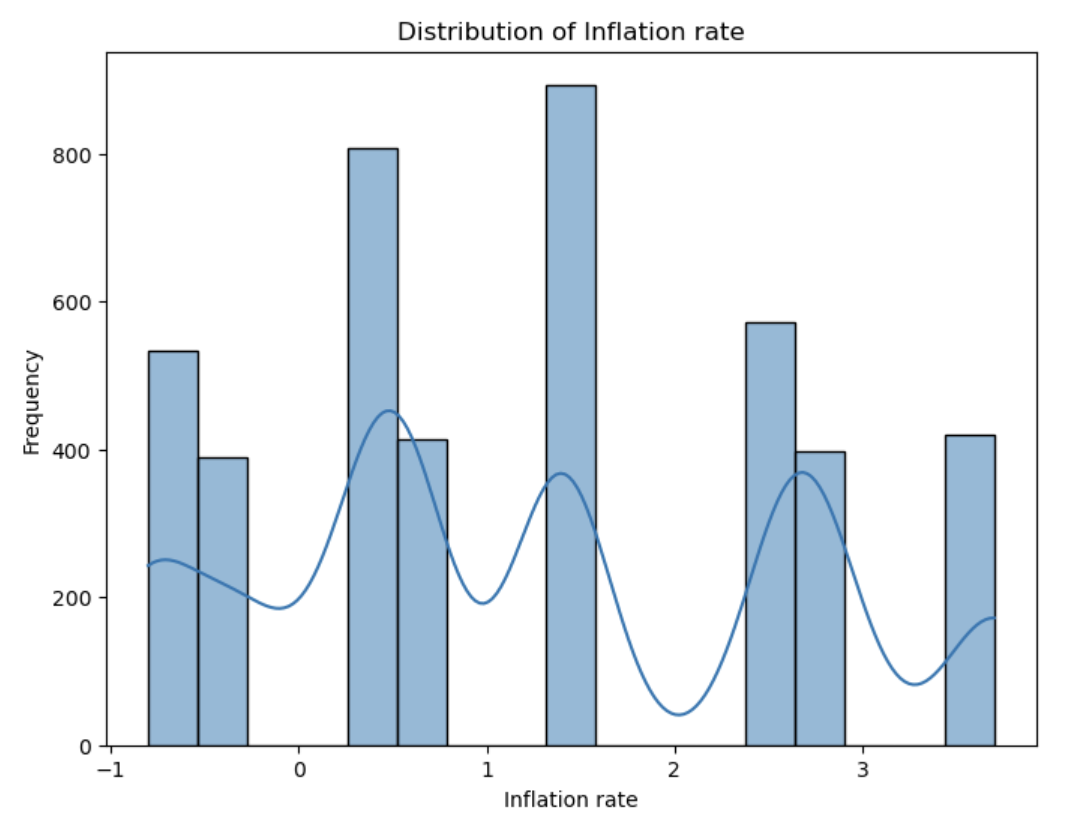 Distribution of Inflation rate
Frequency
800
600
400
200
0
−1 0 1 2 3
Inflation rate